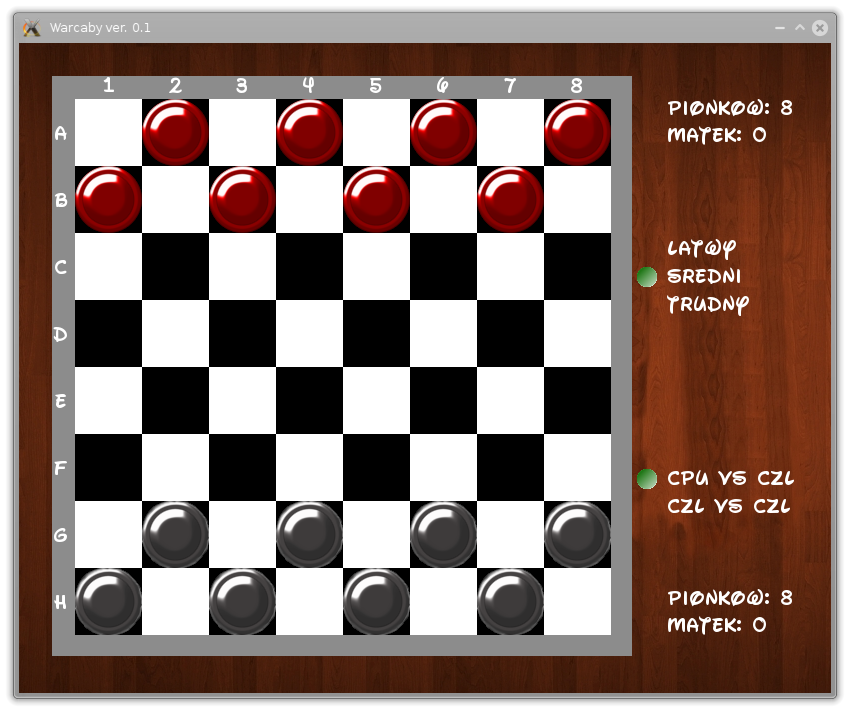 Warcaby ver. 0.1
1 2 3 4 5 6 7 8
A
B
C
D
E
F
G
H
PIONKOW: 8
MATEK: 0
LATWY
SREDNI
TRUDNY
CPU VS CZL
CZL VS CZL
PIONKOW: 8
MATEK: 0